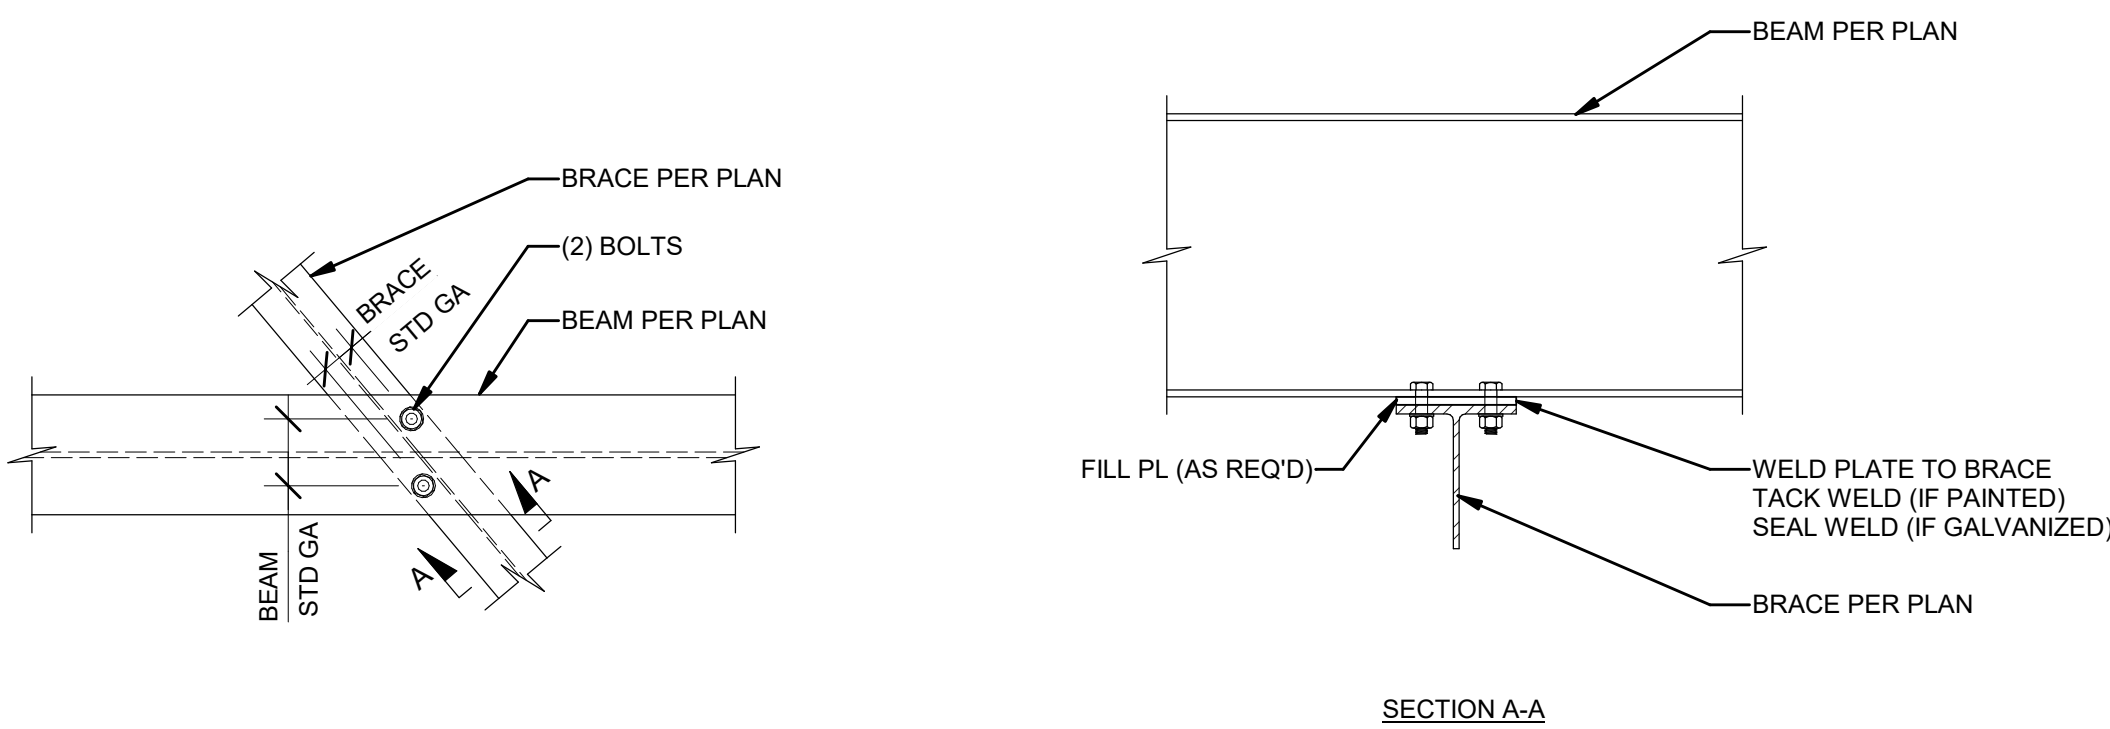 BRACE PER PLAN
(2) BOLTS
BEAM PER PLAN
BRACE
STD GA
BEAM
STD GA
A
A
BEAM PER PLAN
FILL PL (AS REQ'D)
WELD PLATE TO BRACE
TACK WELD (IF PAINTED)
SEAL WELD (IF GALVANIZED)
BRACE PER PLAN
SECTION A-A